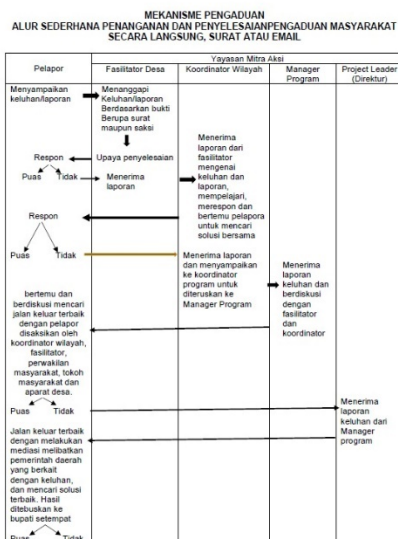 MEKANISME PENGADUAN
ALUR SEDERHANA PENANGANAN DAN PENYELESAIANPENGADUAN MASYARAKAT
SECARA LANGSUNG, SURAT ATAU EMAIL
Pelapor
Yayasan Mitra Aksi
Fasilitator Desa
Koordinator Wilayah
Manager
Program
Project Leader
(Direktur)
Menyampaikan
keluhan/laporan
Menanggapi
Keluhan/laporan
Berdasarkan bukti
Berupa surat
maupun saksi
Respon
Upaya penyelesaian
Puas Tidak
Menerima
laporan
Menerima
laporan dari
fasilitator
mengenai
keluhan dan
laporan,
mempelajari,
merespon dan
bertemu pelapora
untuk mencari
solusi bersama
Respon
Puas Tidak
Menerima laporan
dan menyampaikan
ke koordinator
program untuk
diteruskan ke
Manager Program
Menerima
laporan
keluhan dan
berdiskusi
dengan
fasilitator
dan
koordinator
bertemu dan
berdiskusi mencari
jalan keluar terbaik
dengan pelapor
disaksikan oleh
koordinator wilayah,
fasilitator,
perwakilan
masyarakat, tokoh
masyarakat dan
aparat desa.
Puas Tidak
Menerima
laporan
keluhan dari
Manager
program
Jalan keluar terbaik
dengan melakukan
mediasi melibatkan
pemerintah daerah
yang berkait
dengan keluhan,
dan mencari solusi
terbaik. Hasil
ditebuskan ke
bupati setempat
Puas Tidak